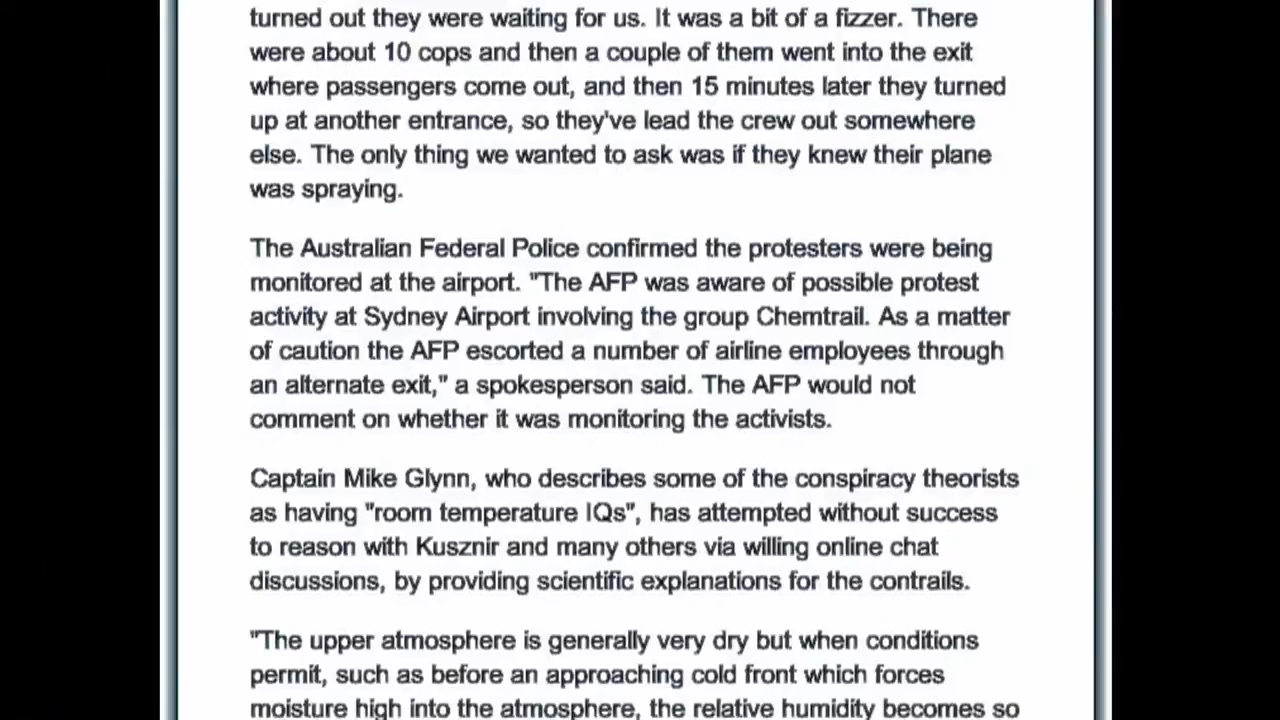 turned out they were waiting for us. It was a bit of a fizzer. There
were about 10 cops and then a couple of them went into the exit
where passengers come out, and then 15 minutes later they turned
up at another entrance, so they've lead the crew out somewhere
else. The only thing we wanted to ask was if they knew their plane
was spraying.
The Australian Federal Police confirmed the protesters were being
monitored at the airport. "The AFP was aware of possible protest
activity at Sydney Airport involving the group Chemtrail. As a matter
of caution the AFP escorted a number of airline employees through
an alternate exit," a spokesperson said. The AFP would not
comment on whether it was monitoring the activists.
Captain Mike Glynn, who describes some of the conspiracy theorists
as having "room temperature IQs", has attempted without success
to reason with Kusznir and many others via willing online chat
discussions, by providing scientific explanations for the contrails.
"The upper atmosphere is generally very dry but when conditions
permit, such as before an approaching cold front which forces
moisture high into the atmosphere, the relative humidity becomes so